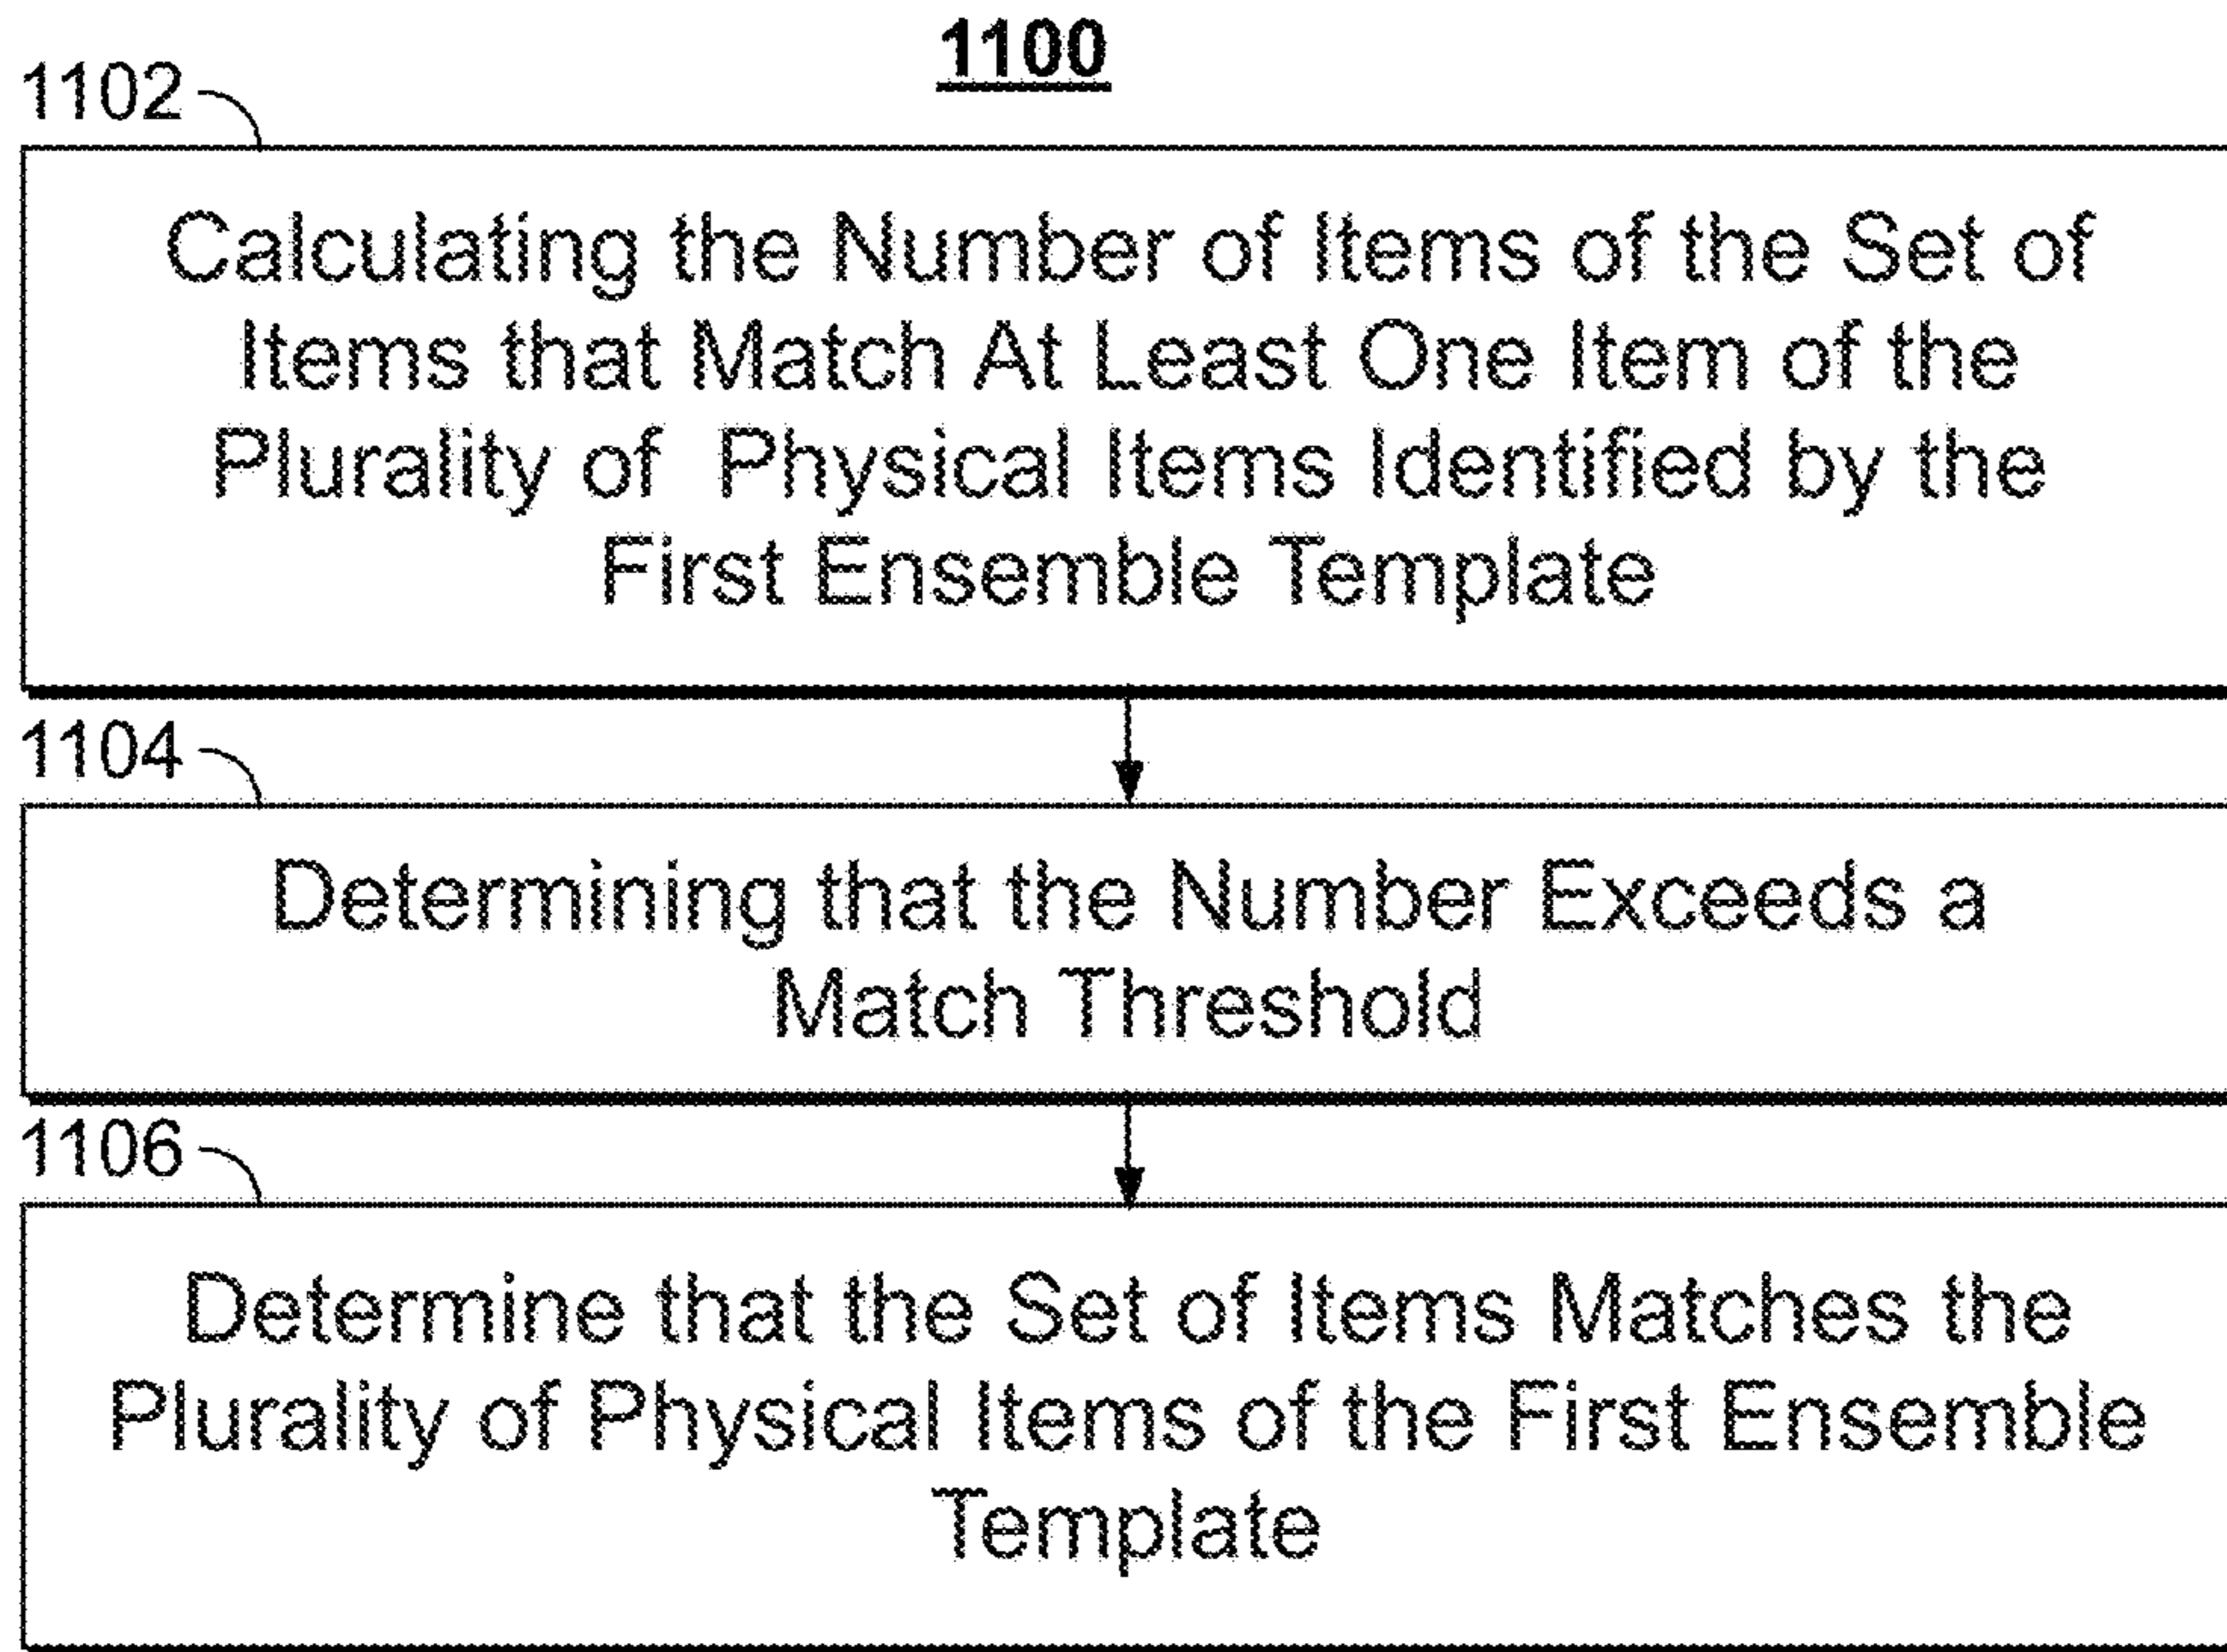 1100
1102
Calculating the Number of Items of the Set of
Items that Match At Least One Item of the
Plurality of Physical Items Identified by the
First Ensemble Template
1104
Determining that the Number Exceeds a
Match Threshold
1106
Determine that the Set of Items Matches the
Plurality of Physical Items of the First Ensemble
Template